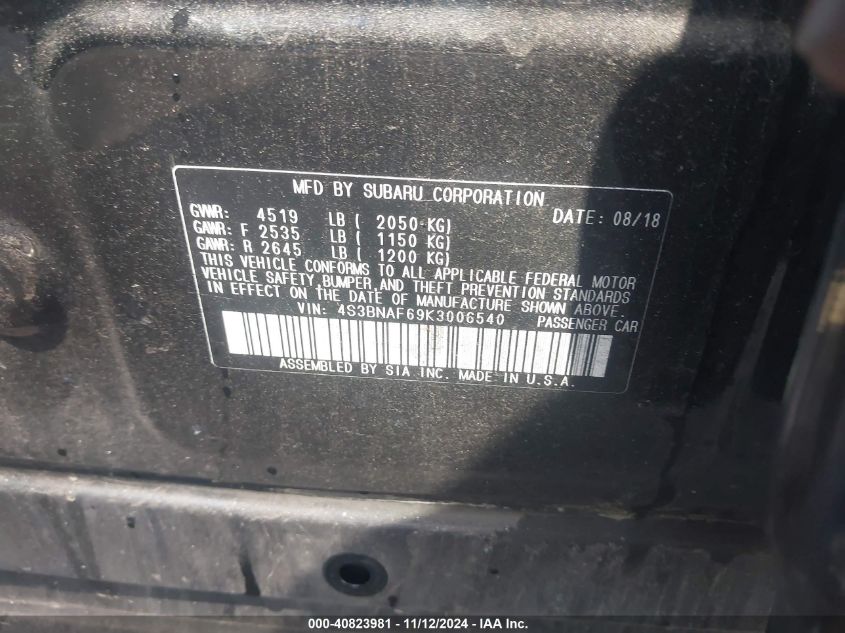 MFD BY SUBARU CORPORATION
GVWR: 4519 LB ( 2050 KG) DATE: 08/18
GAWR: F 2535 LB ( 1150 KG)
GAWR: R 2645 LB ( 1200 KG)
THIS VEHICLE CONFORMS TO ALL APPLICABLE FEDERAL MOTOR
VEHICLE SAFETY, BUMPER, AND THEFT PREVENTION STANDARDS
IN EFFECT ON THE DATE OF MANUFACTURE SHOWN ABOVE.
VIN: 4S3BNAF69K3006540 PASSENGER CAR
ASSEMBLED BY SIA INC. MADE IN U.S.A.
000-40823981 - 11/12/2024 - IAA Inc.